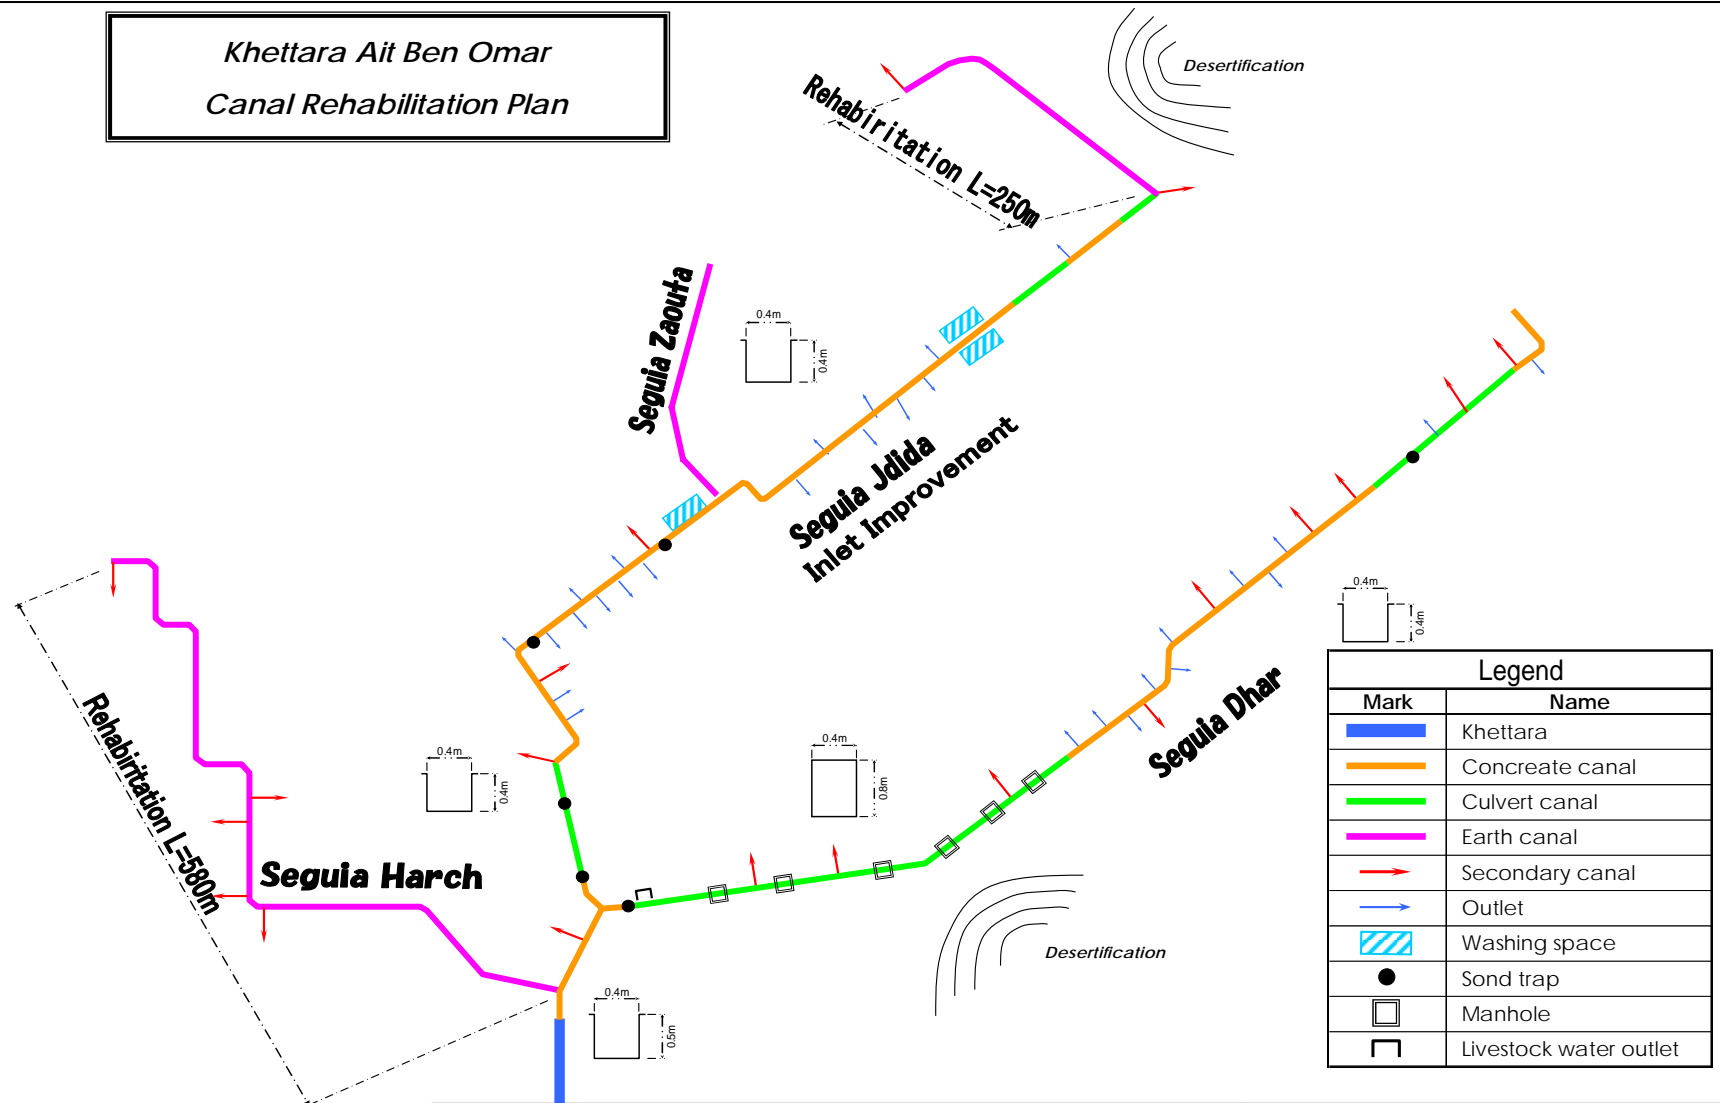 Khettara Ait Ben Omar
Canal Rehabilitation Plan
Desertification
Rehabiritation L=250m
Seguia Zaouta
0.4m
0.4m
Seguia Jdida
Inlet Improvement
0.4m
0.4m
Seguia Dhar
Rehabiritation L=580m
0.4m
0.4m
0.4m
0.8m
Seguia Harch
Desertification
0.4m
0.5m
Legend
Mark Name
Khettara
Concreate canal
Culvert canal
Earth canal
Secondary canal
Outlet
Washing space
Sond trap
Manhole
Livestock water outlet